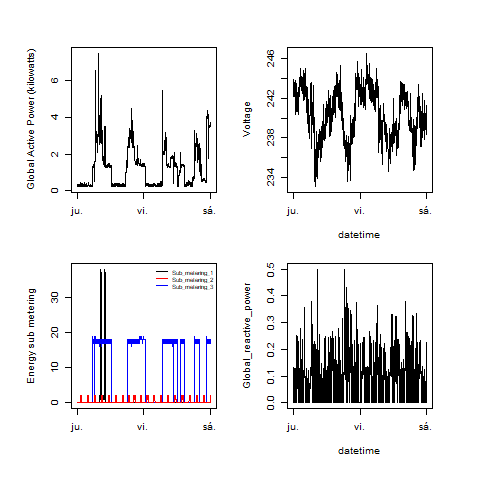 Global Active Power (kilowatts)
0 2 4 6
ju. vi. sá.
Voltage
234 238 242 246
ju. vi. sá.
datetime
Energy sub metering
0 10 20 30
Sub_metering_1
Sub_metering_2
Sub_metering_3
ju. vi. sá.
Global_reactive_power
0.0 0.1 0.2 0.3 0.4 0.5
ju. vi. sá.
datetime